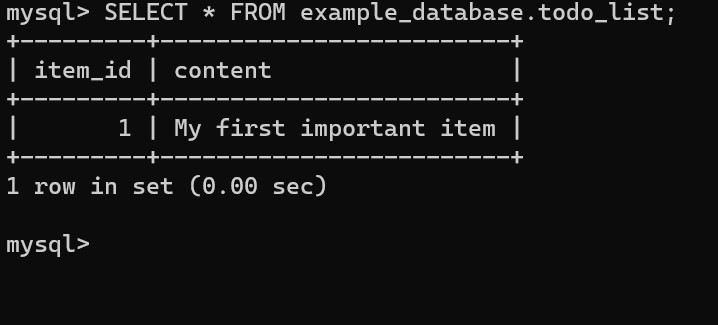 mysql> SELECT * FROM example_database.todo_list;
+---------+-------------------------+
| item_id | content                 |
+---------+-------------------------+
|       1 | My first important item |
+---------+-------------------------+
1 row in set (0.00 sec)

mysql>